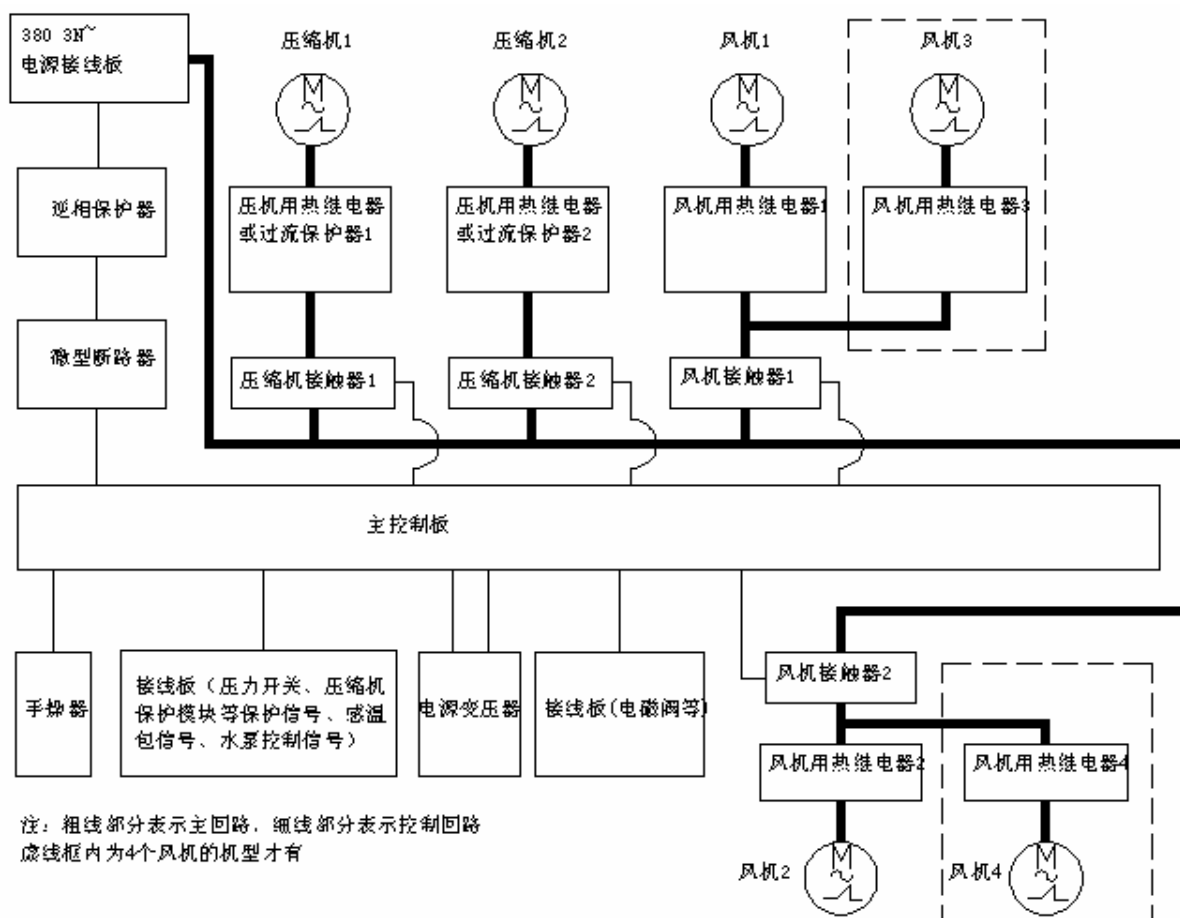 380 3N~
电源接线板
压缩机1
压缩机2
风机1
风机3
逆相保护器
压机用热继电器
或过流保护器1
压机用热继电器
或过流保护器2
风机用热继电器1
风机用热继电器3
微型断路器
压缩机接触器1
压缩机接触器2
风机接触器1
主控制板
手操器
接线板（压力开关、压缩机
保护模块等保护信号、感温
包信号、水泵控制信号）
电源变压器
接线板(电磁阀等)
风机接触器2
风机用热继电器2
风机用热继电器4
风机2
风机4
M
M
M
M
M
M
注：粗线部分表示主回路．细线部分表示控制回路
虚线框内为4个风机的机型才有